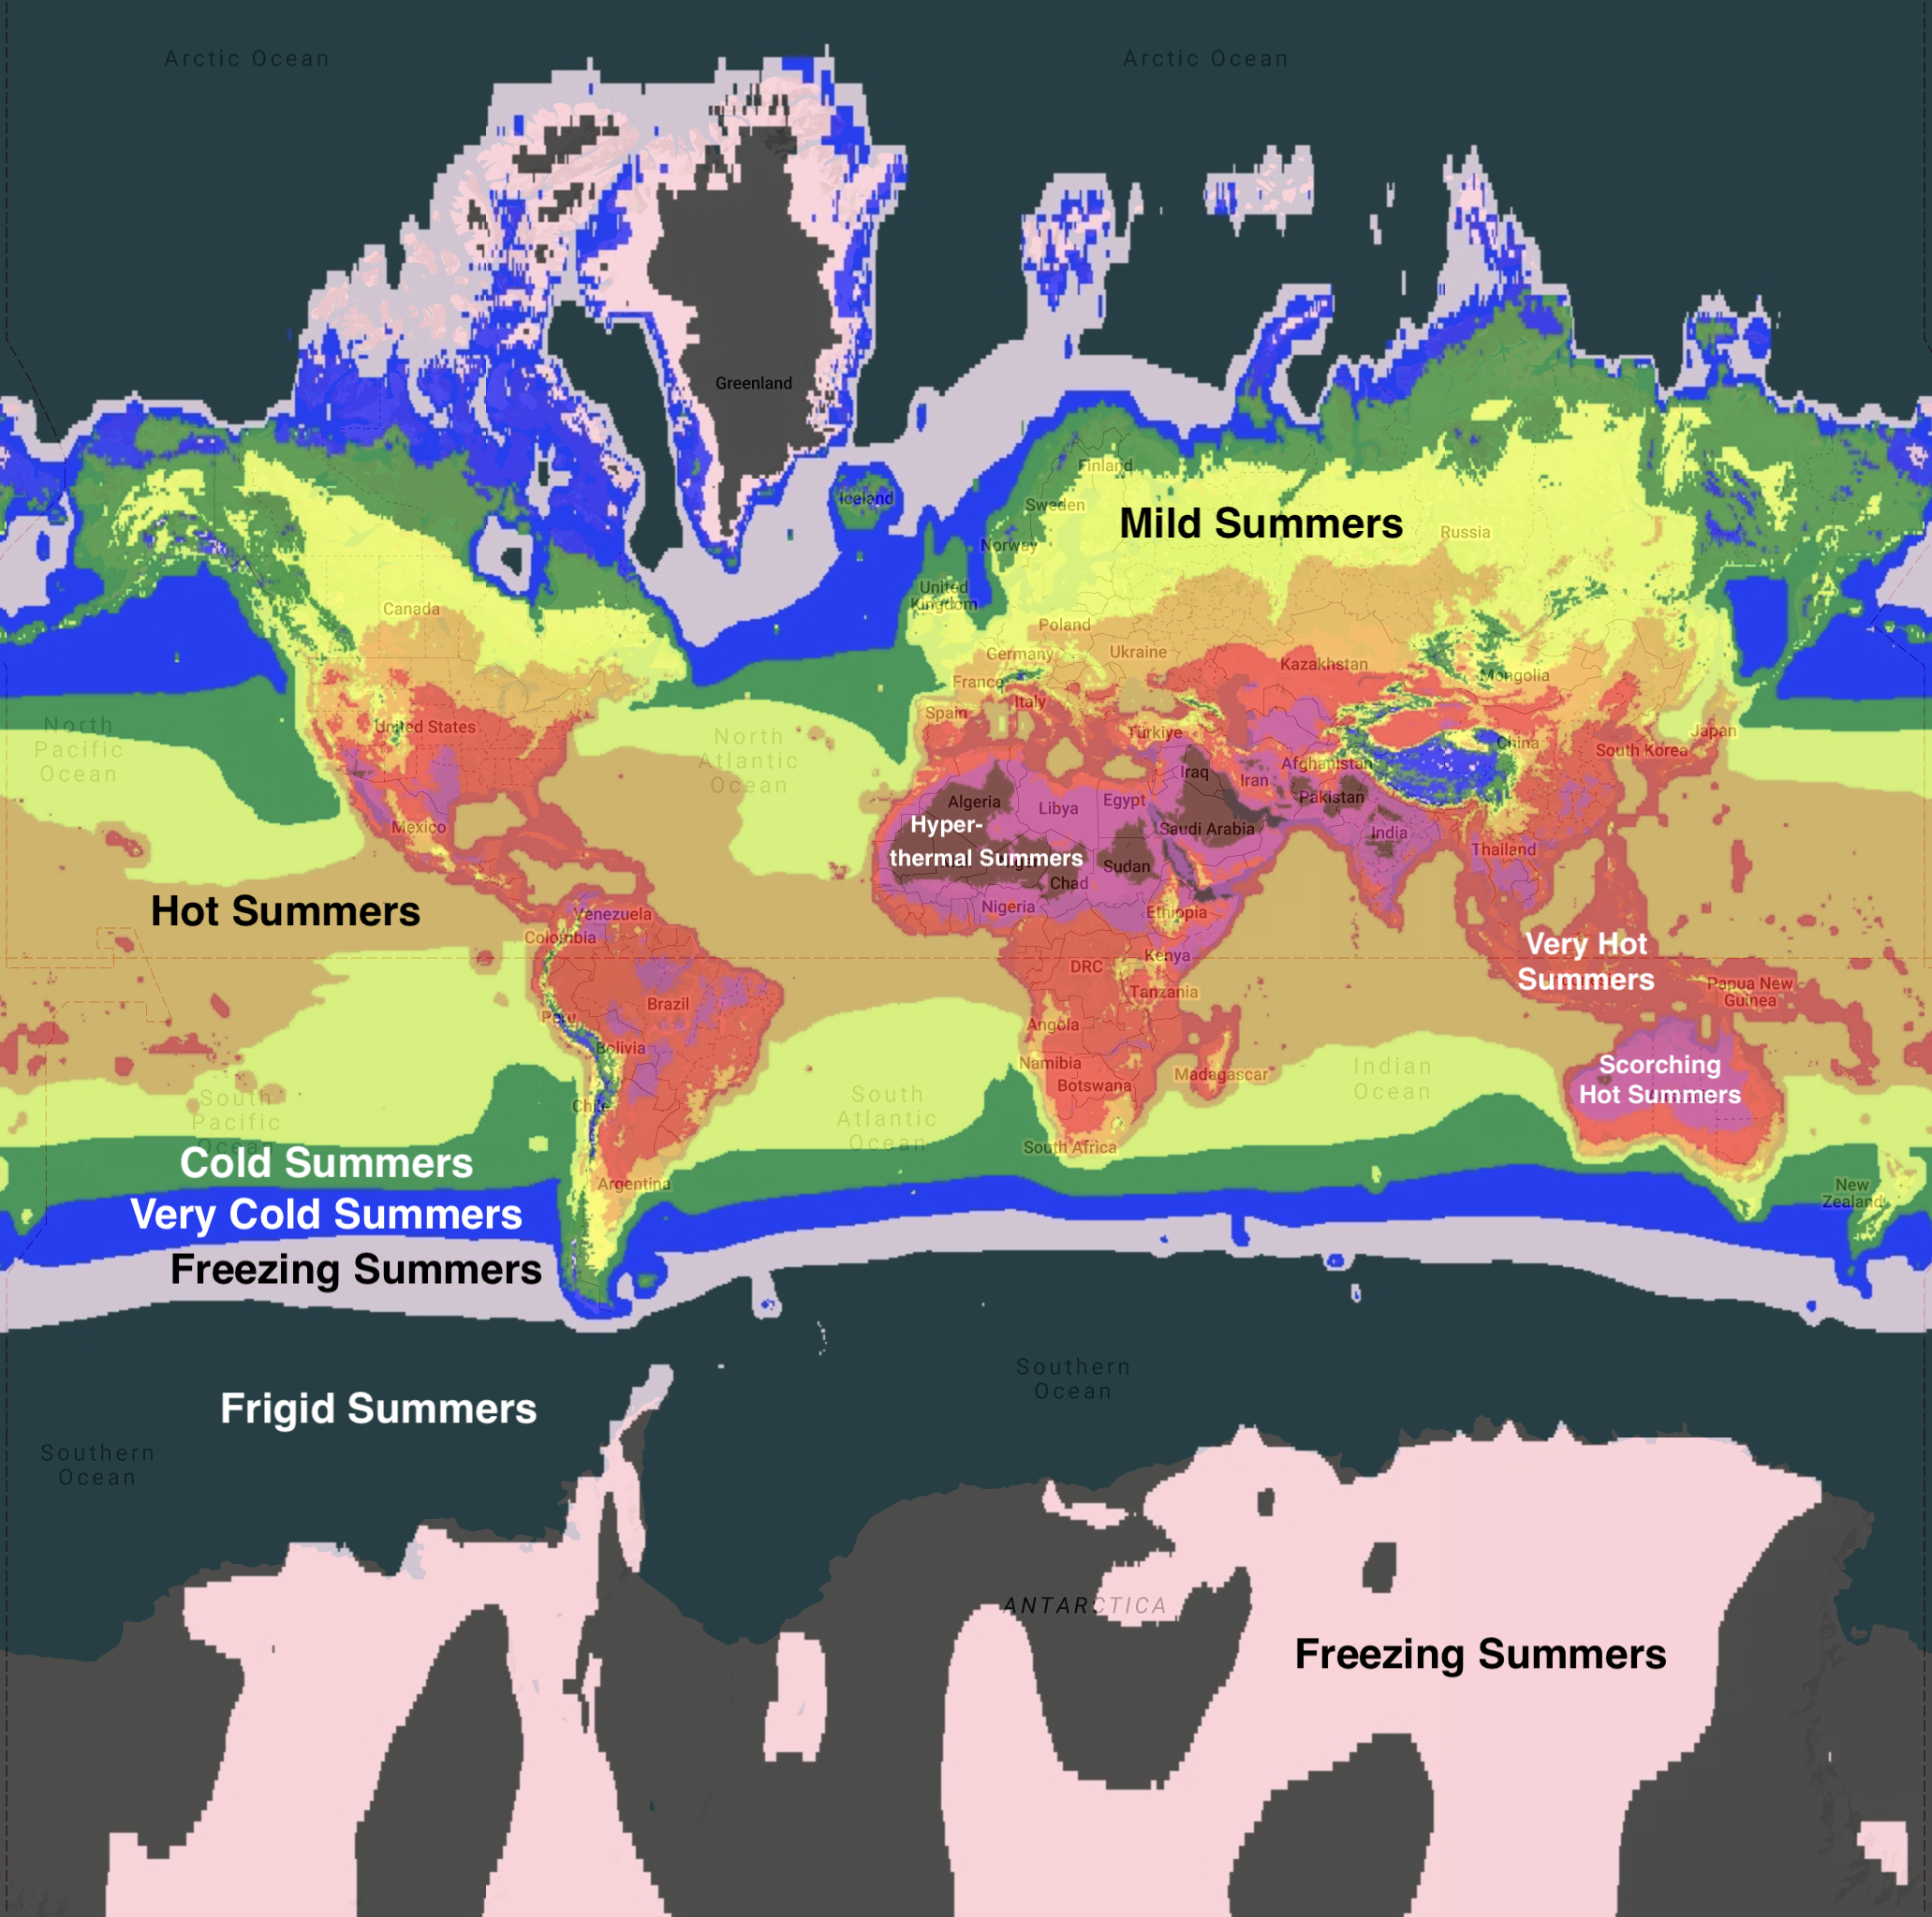 Arctic Ocean
Arctic Ocean
Greenland
Finland
Iceland
Sweden
Mild Summers
Russia
Norway
United
Kingdom
Canada
Poland
Ukraine
Germany
Kazakhstan
Mongolia
France
Italy
Spain
United States
Türkiye
Japan
China
South Korea
North
Pacific
Ocean
North
Atlantic
Ocean
Afghanistan
Iraq
Iran
Algeria
Libya
Egypt
Pakistan
Hyper-
thermal Summers
Saudi Arabia
India
Mexico
Thailand
Sudan
Chad
Hot Summers
Nigeria
Ethiopia
Venezuela
Colombia
Very Hot
Summers
Kenya
DRC
Papua New
Guinea
Tanzania
Brazil
Peru
Angola
Bolivia
Namibia
Scorching
Hot Summers
Indian
Ocean
Madagascar
Botswana
South
Pacific
Ocean
Chile
South
Atlantic
Ocean
South Africa
Cold Summers
Argentina
New
Zealand
Very Cold Summers
Freezing Summers
Southern
Ocean
Frigid Summers
Southern
Ocean
ANTARCTICA
Freezing Summers